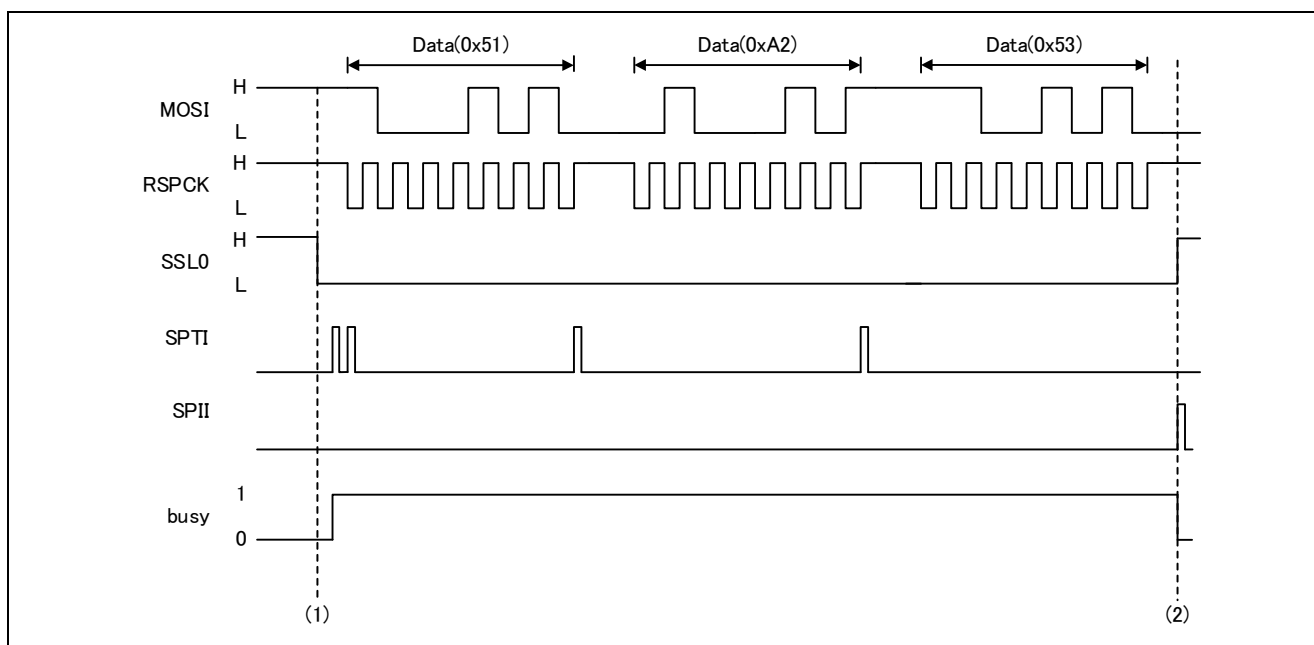 Data(0x51) Data(0xA2) Data(0x53)
H
MOSI
L
H
RSPCK
L
H
SSL0
L
SPTI
SPII
1
busy
0
(1) (2)